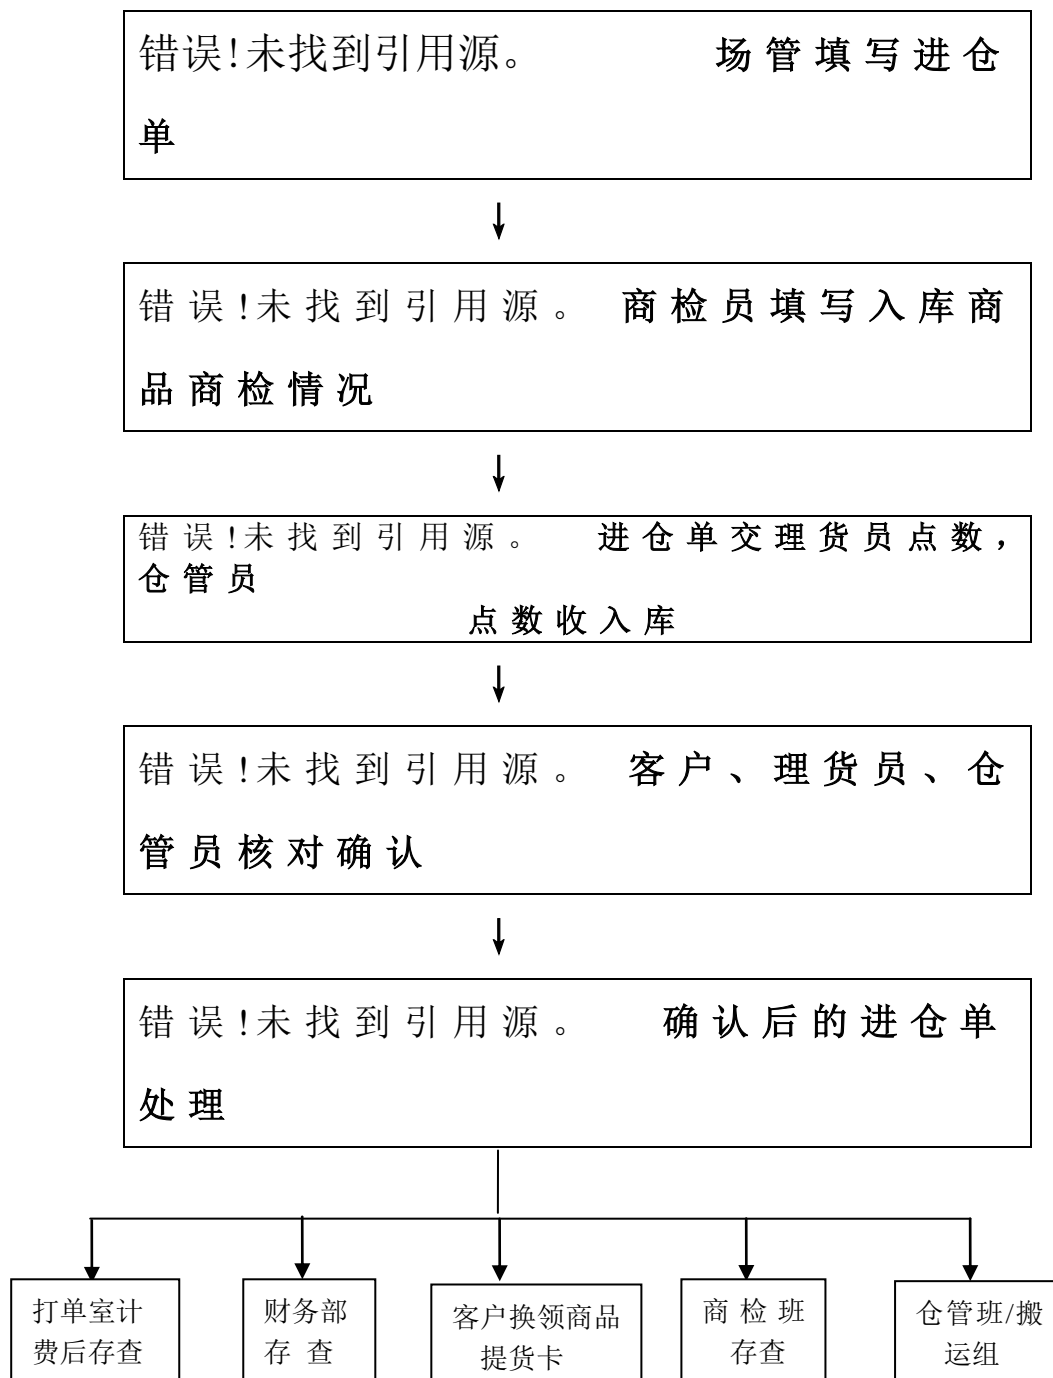 错误!未找到引用源。 场管填写进仓
单
错误!未找到引用源。 商检员填写入库商
品商检情况
错误!未找到引用源。 进仓单交理货员点数，
仓管员
点数收入库
错误!未找到引用源。 客户、理货员、仓
管员核对确认
错误!未找到引用源。 确认后的进仓单
处理
打单室计
费后存查
财务部
存 查
客户换领商品
提货卡
商检班
存查
仓管班/搬
运组